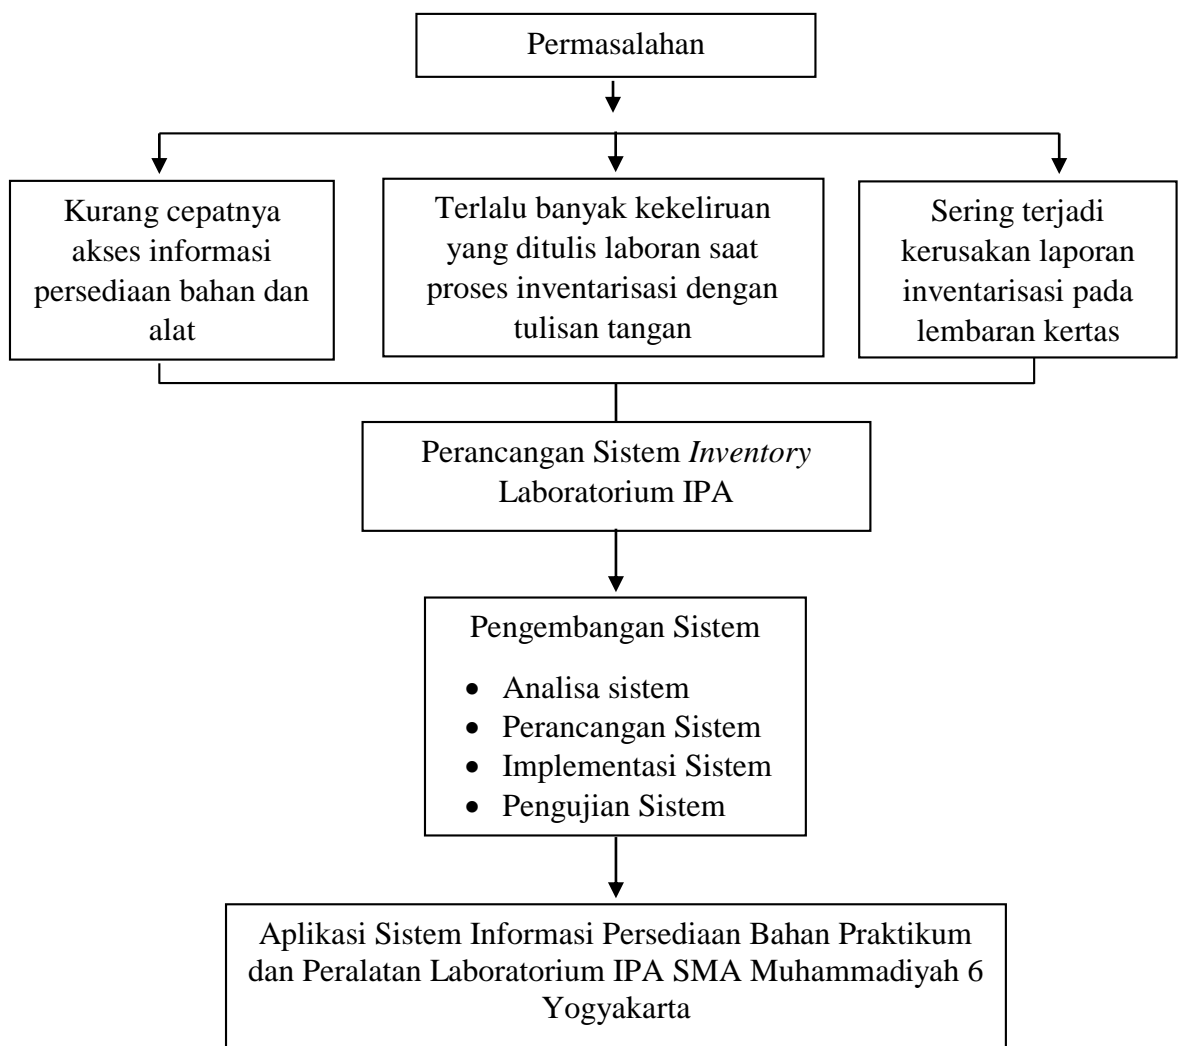 Permasalahan
Kurang cepatnya
akses informasi
persediaan bahan dan
alat
Terlalu banyak kekeliruan
yang ditulis laboran saat
proses inventarisasi dengan
tulisan tangan
Sering terjadi
kerusakan laporan
inventarisasi pada
lembaran kertas
Perancangan Sistem Inventory
Laboratorium IPA
Pengembangan Sistem
• Analisa sistem
• Perancangan Sistem
• Implementasi Sistem
• Pengujian Sistem
Aplikasi Sistem Informasi Persediaan Bahan Praktikum
dan Peralatan Laboratorium IPA SMA Muhammadiyah 6
Yogyakarta